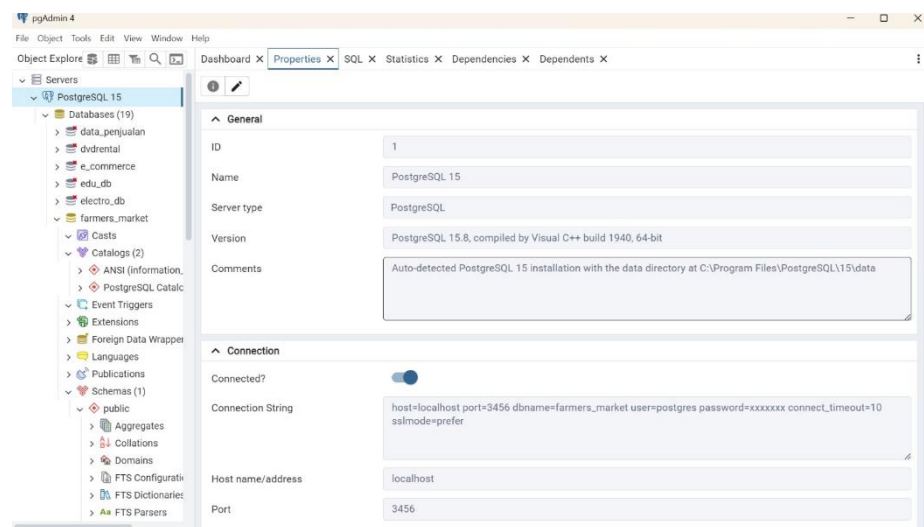 pgAdmin 4
File Object Tools Edit View Window Help
Object Explore
Dashboard Properties SQL Statistics Dependencies Dependents
Servers
PostgreSQL 15
Databases (19)
data_penjualan
dvdrental
e_commerce
edu_db
electro_db
farmers_market
Casts
Catalogs (2)
ANSI (information_
PostgreSQL Catalo
Event Triggers
Extensions
Foreign Data Wrapper
Languages
Publications
Schemas (1)
public
Aggregates
Collations
Domains
FTS Configurati
FTS Dictionaries
Aa FTS Parsers
General
ID 1
Name PostgreSQL 15
Server type PostgreSQL
Version PostgreSQL 15.8, compiled by Visual C++ build 1940, 64-bit
Comments Auto-detected PostgreSQL 15 installation with the data directory at C:\Program Files\PostgreSQL\15\data
Connection
Connected?
Connection String host=localhost port=3456 dbname=farmers_market user=postgres password=xxxxxxx connect_timeout=10
sslmode=prefer
Host name/address localhost
Port 3456